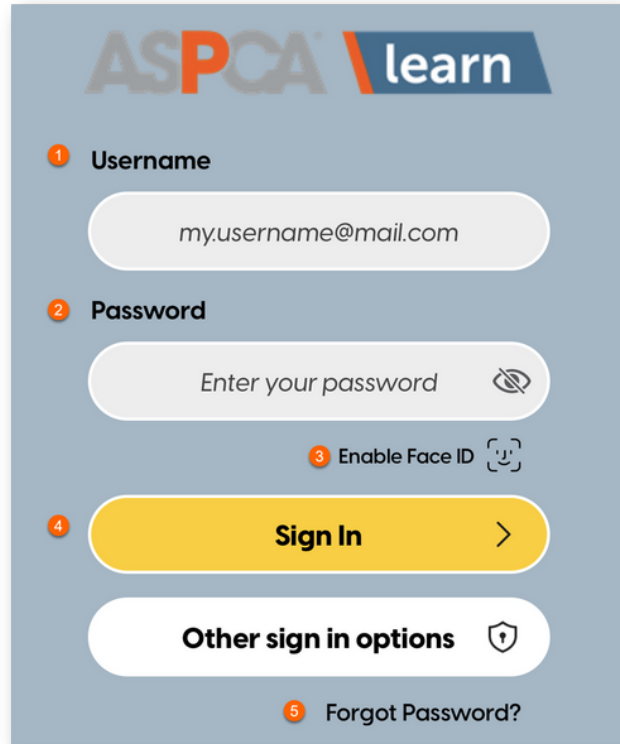 ASPCA® learn
1 Username
my.username@mail.com
2 Password
Enter your password
3 Enable Face ID
4 Sign In
Other sign in options
5 Forgot Password?